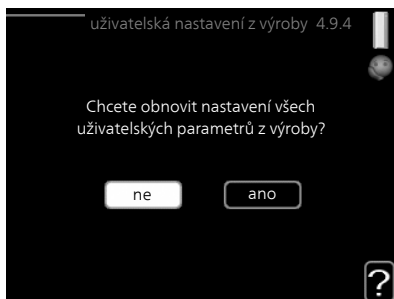 uživatelská nastavení z výroby 4.9.4
Chcete obnovit nastavení všech
uživatelských parametrů z výroby?
ne
ano
?